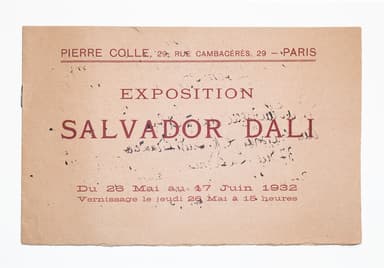 PIERRE COLLE, 29, RUE CAMBACÉRÈS, 29 – PARIS
EXPOSITION
SALVADOR DALI
Du 26 Mai au 17 Juin 1932
Vernissage le jeudi 26 Mai à 15 heures